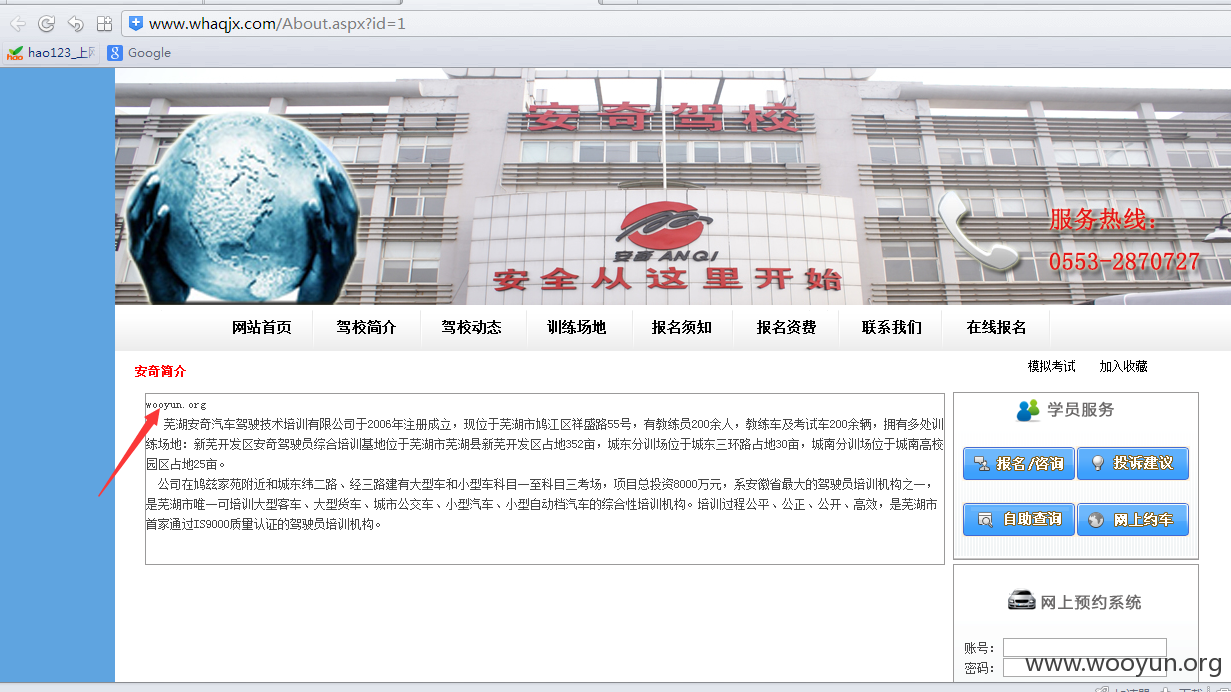 www.whaqjx.com/About.aspx?id=1
hao123_上网
Google
安奇驾校
安奇 ANQI
安全从这里开始
服务热线：
0553-2870727
网站首页 驾校简介 驾校动态 训练场地 报名须知 报名资费 联系我们 在线报名
安奇简介
模拟考试 加入收藏
wooyun.org
芜湖安奇汽车驾驶技术培训有限公司于2006年注册成立，现位于芜湖市鸠江区祥盛路55号，有教练员200余人，教练车及考试车200余辆，拥有多处训
练场地：新芜开发区安奇驾驶员综合培训基地位于芜湖市芜湖县新芜开发区占地352亩，城东分训场位于城东三环路占地30亩，城南分训场位于城南高校
园区占地25亩。
公司在鸠兹家苑附近和城东纬二路、经三路建有大型车和小型车科目一至科目三考场，项目总投资8000万元，系安徽省最大的驾驶员培训机构之一，
是芜湖市唯一可培训大型客车、大型货车、城市公交车、小型汽车、小型自动档汽车的综合性培训机构。培训过程公平、公正、公开、高效，是芜湖市
首家通过IS9000质量认证的驾驶员培训机构。
学员服务
报名/咨询 投诉建议
自助查询 网上约车
网上预约系统
账号：
密码：
www.wooyun.org